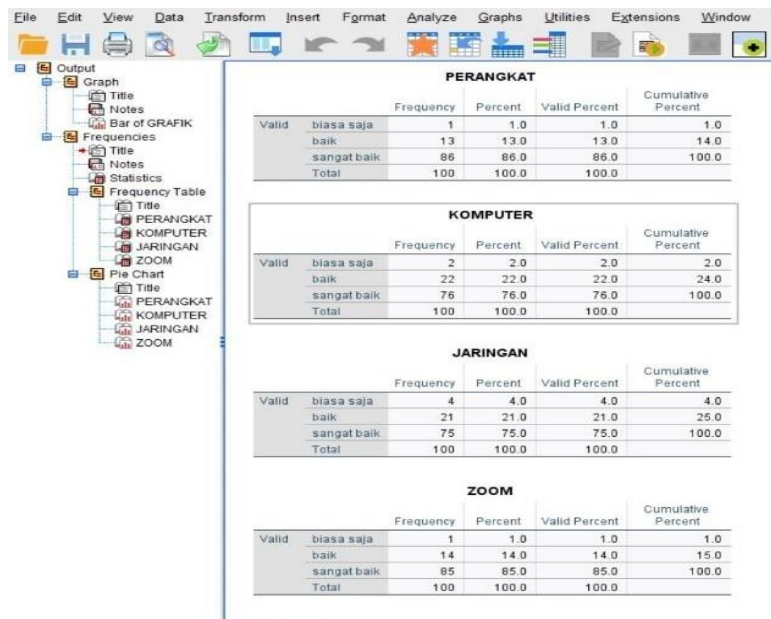 File Edit View Data Transform Insert Format Analyze Graphs Utilities Extensions Window
Output
Graph
Title
Notes
Bar of GRAFIK
Frequencies
Title
Notes
Statistics
Frequency Table
Title
PERANGKAT
KOMPUTER
JARINGAN
ZOOM
Pie Chart
Title
PERANGKAT
KOMPUTER
JARINGAN
ZOOM
PERANGKAT
Frequency Percent Valid Percent Cumulative Percent
Valid biasa saja 1 1.0 1.0 1.0
baik 13 13.0 13.0 14.0
sangat baik 86 86.0 86.0 100.0
Total 100 100.0 100.0
KOMPUTER
Frequency Percent Valid Percent Cumulative Percent
Valid biasa saja 2 2.0 2.0 2.0
baik 22 22.0 22.0 24.0
sangat baik 76 76.0 76.0 100.0
Total 100 100.0 100.0
JARINGAN
Frequency Percent Valid Percent Cumulative Percent
Valid biasa saja 4 4.0 4.0 4.0
baik 21 21.0 21.0 25.0
sangat baik 75 75.0 75.0 100.0
Total 100 100.0 100.0
ZOOM
Frequency Percent Valid Percent Cumulative Percent
Valid biasa saja 1 1.0 1.0 1.0
baik 14 14.0 14.0 15.0
sangat baik 85 85.0 85.0 100.0
Total 100 100.0 100.0